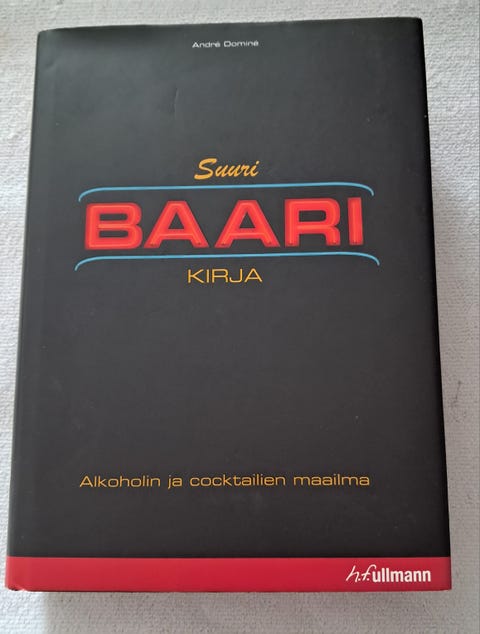 André Dominé
Suuri
BAARI
KIRJA
Alkoholin ja cocktailien maailma
h.f.ullmann